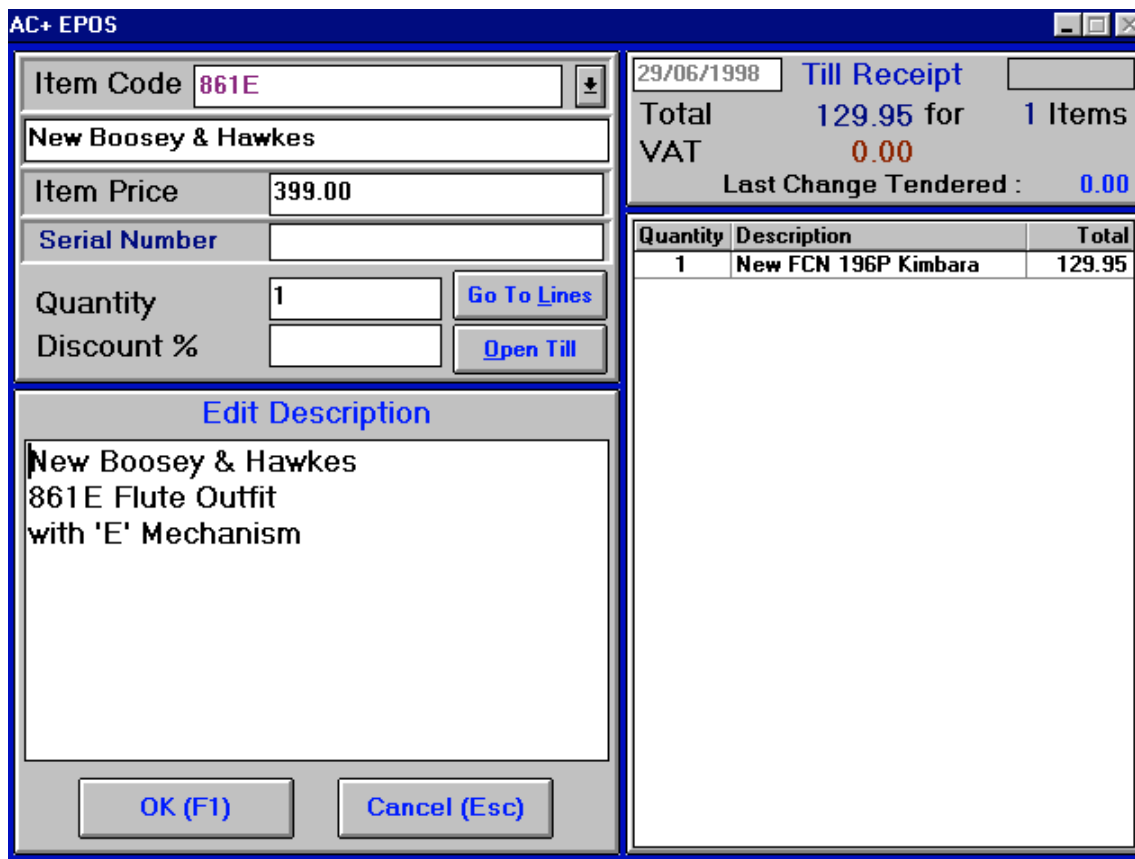 AC+ EPOS
Item Code 861E
New Boosey & Hawkes
Item Price 399.00
Serial Number
Quantity 1 Go To Lines
Discount % Open Till
Edit Description
New Boosey & Hawkes
861E Flute Outfit
with 'E' Mechanism
OK (F1) Cancel (Esc)
29/06/1998 Till Receipt
Total 129.95 for 1 Items
VAT 0.00
Last Change Tendered : 0.00
Quantity Description Total
1 New FCN 196P Kimbara 129.95